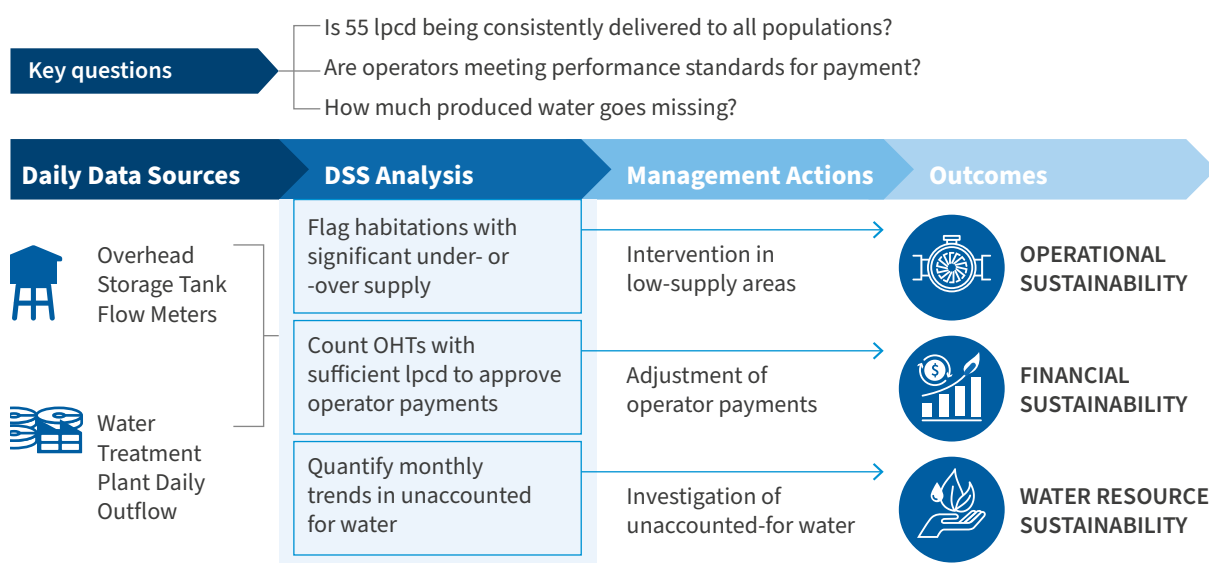 Key questions
Is 55 lpcd being consistently delivered to all populations?
Are operators meeting performance standards for payment?
How much produced water goes missing?
Daily Data Sources
DSS Analysis
Management Actions
Outcomes
Overhead
Storage Tank
Flow Meters
Water
Treatment
Plant Daily
Outflow
Flag habitations with
significant under- or
-over supply
Intervention in
low-supply areas
OPERATIONAL
SUSTAINABILITY
Count OHTs with
sufficient lpcd to approve
operator payments
Adjustment of
operator payments
$
FINANCIAL
SUSTAINABILITY
Quantify monthly
trends in unaccounted
for water
Investigation of
unaccounted-for water
WATER RESOURCE
SUSTAINABILITY